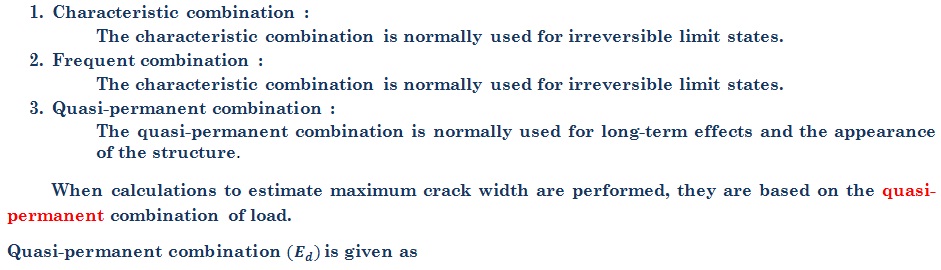 1. Characteristic combination :
The characteristic combination is normally used for irreversible limit states.
2. Frequent combination :
The characteristic combination is normally used for irreversible limit states.
3. Quasi-permanent combination :
The quasi-permanent combination is normally used for long-term effects and the appearance
of the structure.
When calculations to estimate maximum crack width are performed, they are based on the quasi-
permanent combination of load.
Quasi-permanent combination (E_d) is given as